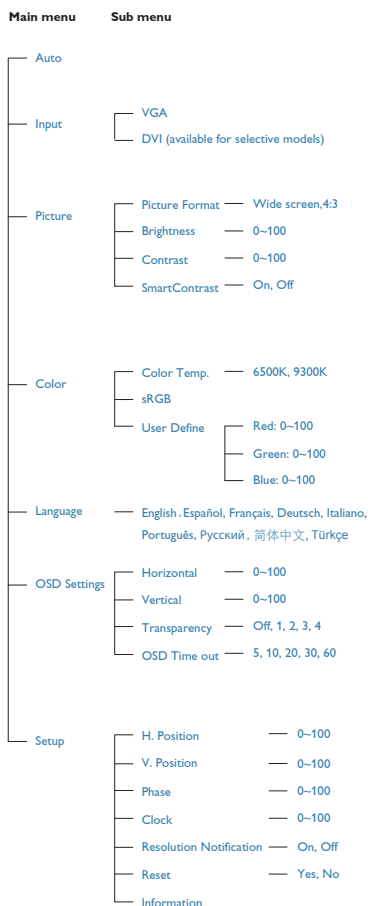 Main menu Sub menu
Auto
Input
VGA
DVI (available for selective models)
Picture
Picture Format Wide screen,4:3
Brightness 0~100
Contrast 0~100
SmartContrast On, Off
Color
Color Temp. 6500K, 9300K
sRGB
User Define Red: 0~100
Green: 0~100
Blue: 0~100
Language English, Español, Français, Deutsch, Italiano,
Português, Русский, 简体中文, Türkçe
OSD Settings
Horizontal 0~100
Vertical 0~100
Transparency Off, 1, 2, 3, 4
OSD Time out 5, 10, 20, 30, 60
Setup
H. Position 0~100
V. Position 0~100
Phase 0~100
Clock 0~100
Resolution Notification On, Off
Reset Yes, No
Information